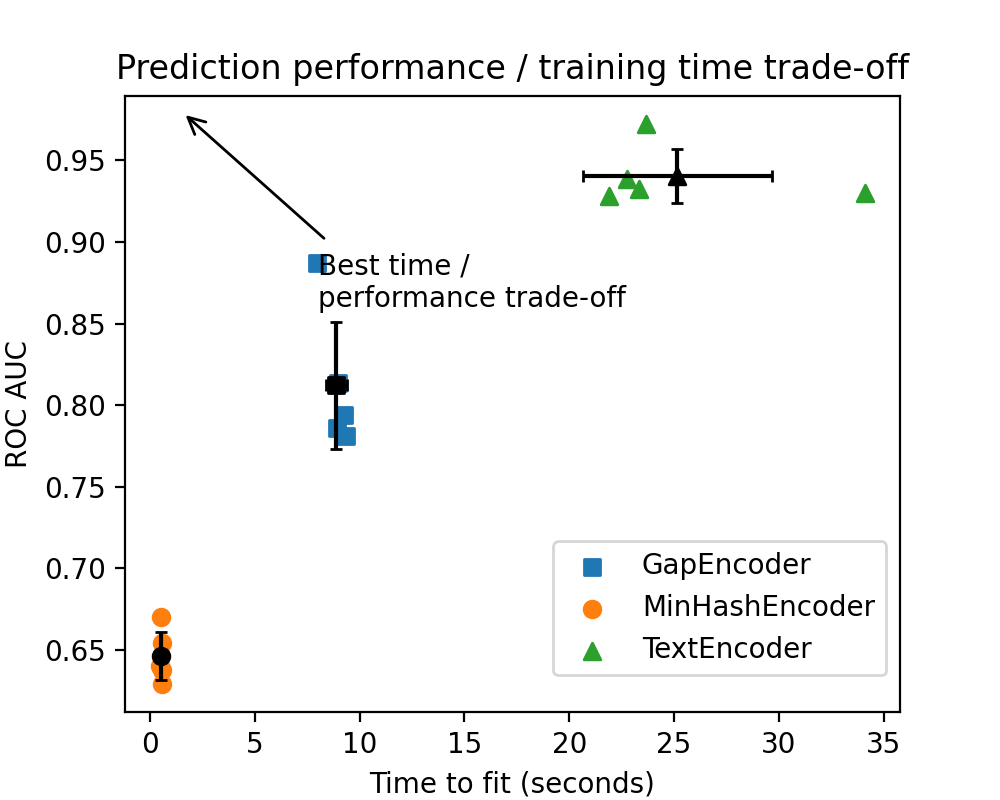 Prediction performance / training time trade-off
0.95
0.90
0.85
0.80
0.75
0.70
0.65
ROC AUC
Best time /
performance trade-off
GapEncoder
MinHashEncoder
TextEncoder
0 5 10 15 20 25 30 35
Time to fit (seconds)